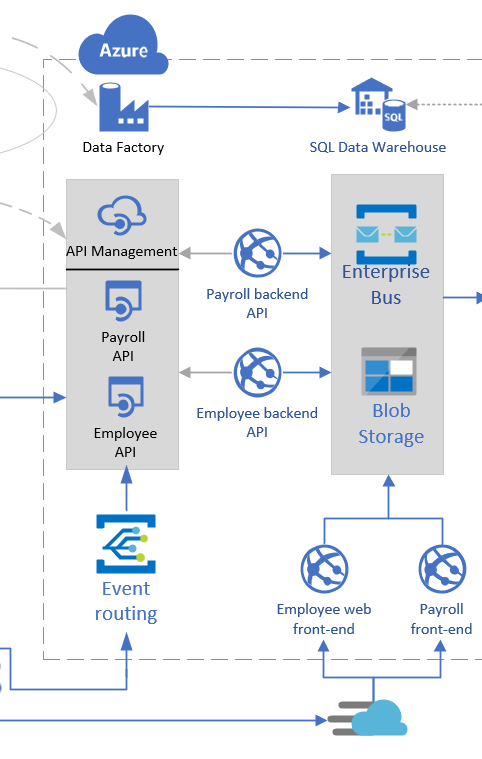 Azure
Data Factory
SQL
SQL Data Warehouse
API Management
Payroll
API
Employee
API
Payroll backend
API
Employee backend
API
Enterprise
Bus
Blob
Storage
Event
routing
Employee web
front-end
Payroll
front-end